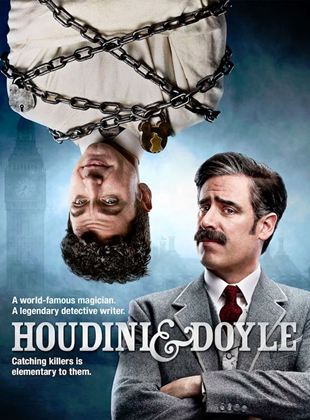 A world-famous magician.
A legendary detective writer.
HOUDINI & DOYLE
Catching killers is
elementary to them.